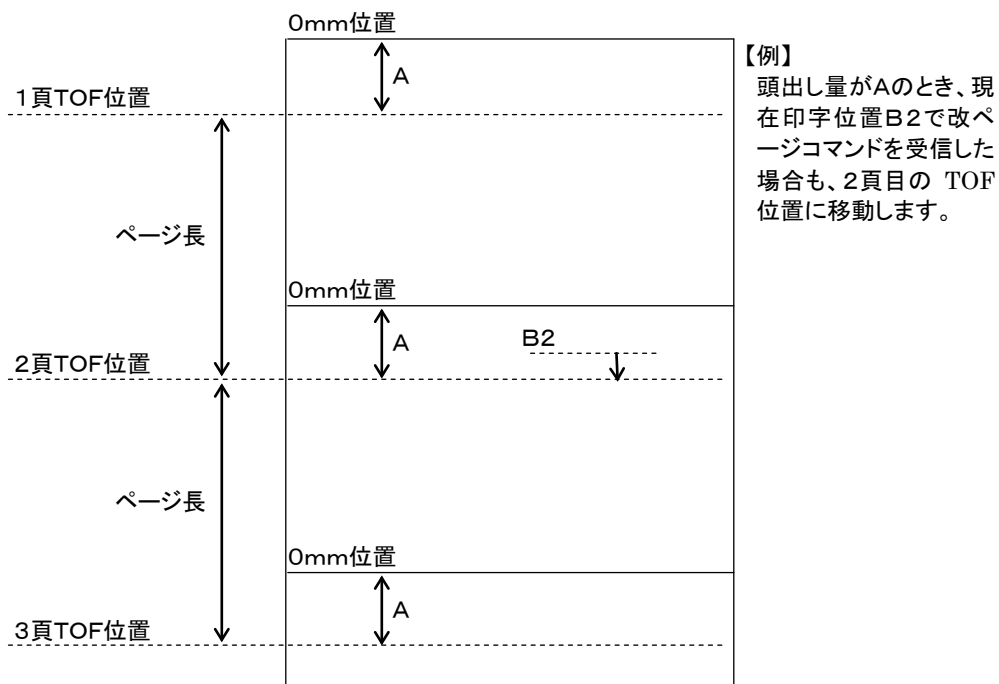 0mm位置
A
【例】
頭出し量がAのとき、現
在印字位置B2で改ペ
ージコマンドを受信した
場合も、2頁目の TOF
位置に移動します。
1頁TOF位置
ページ長
0mm位置
A
B2
2頁TOF位置
ページ長
0mm位置
A
3頁TOF位置